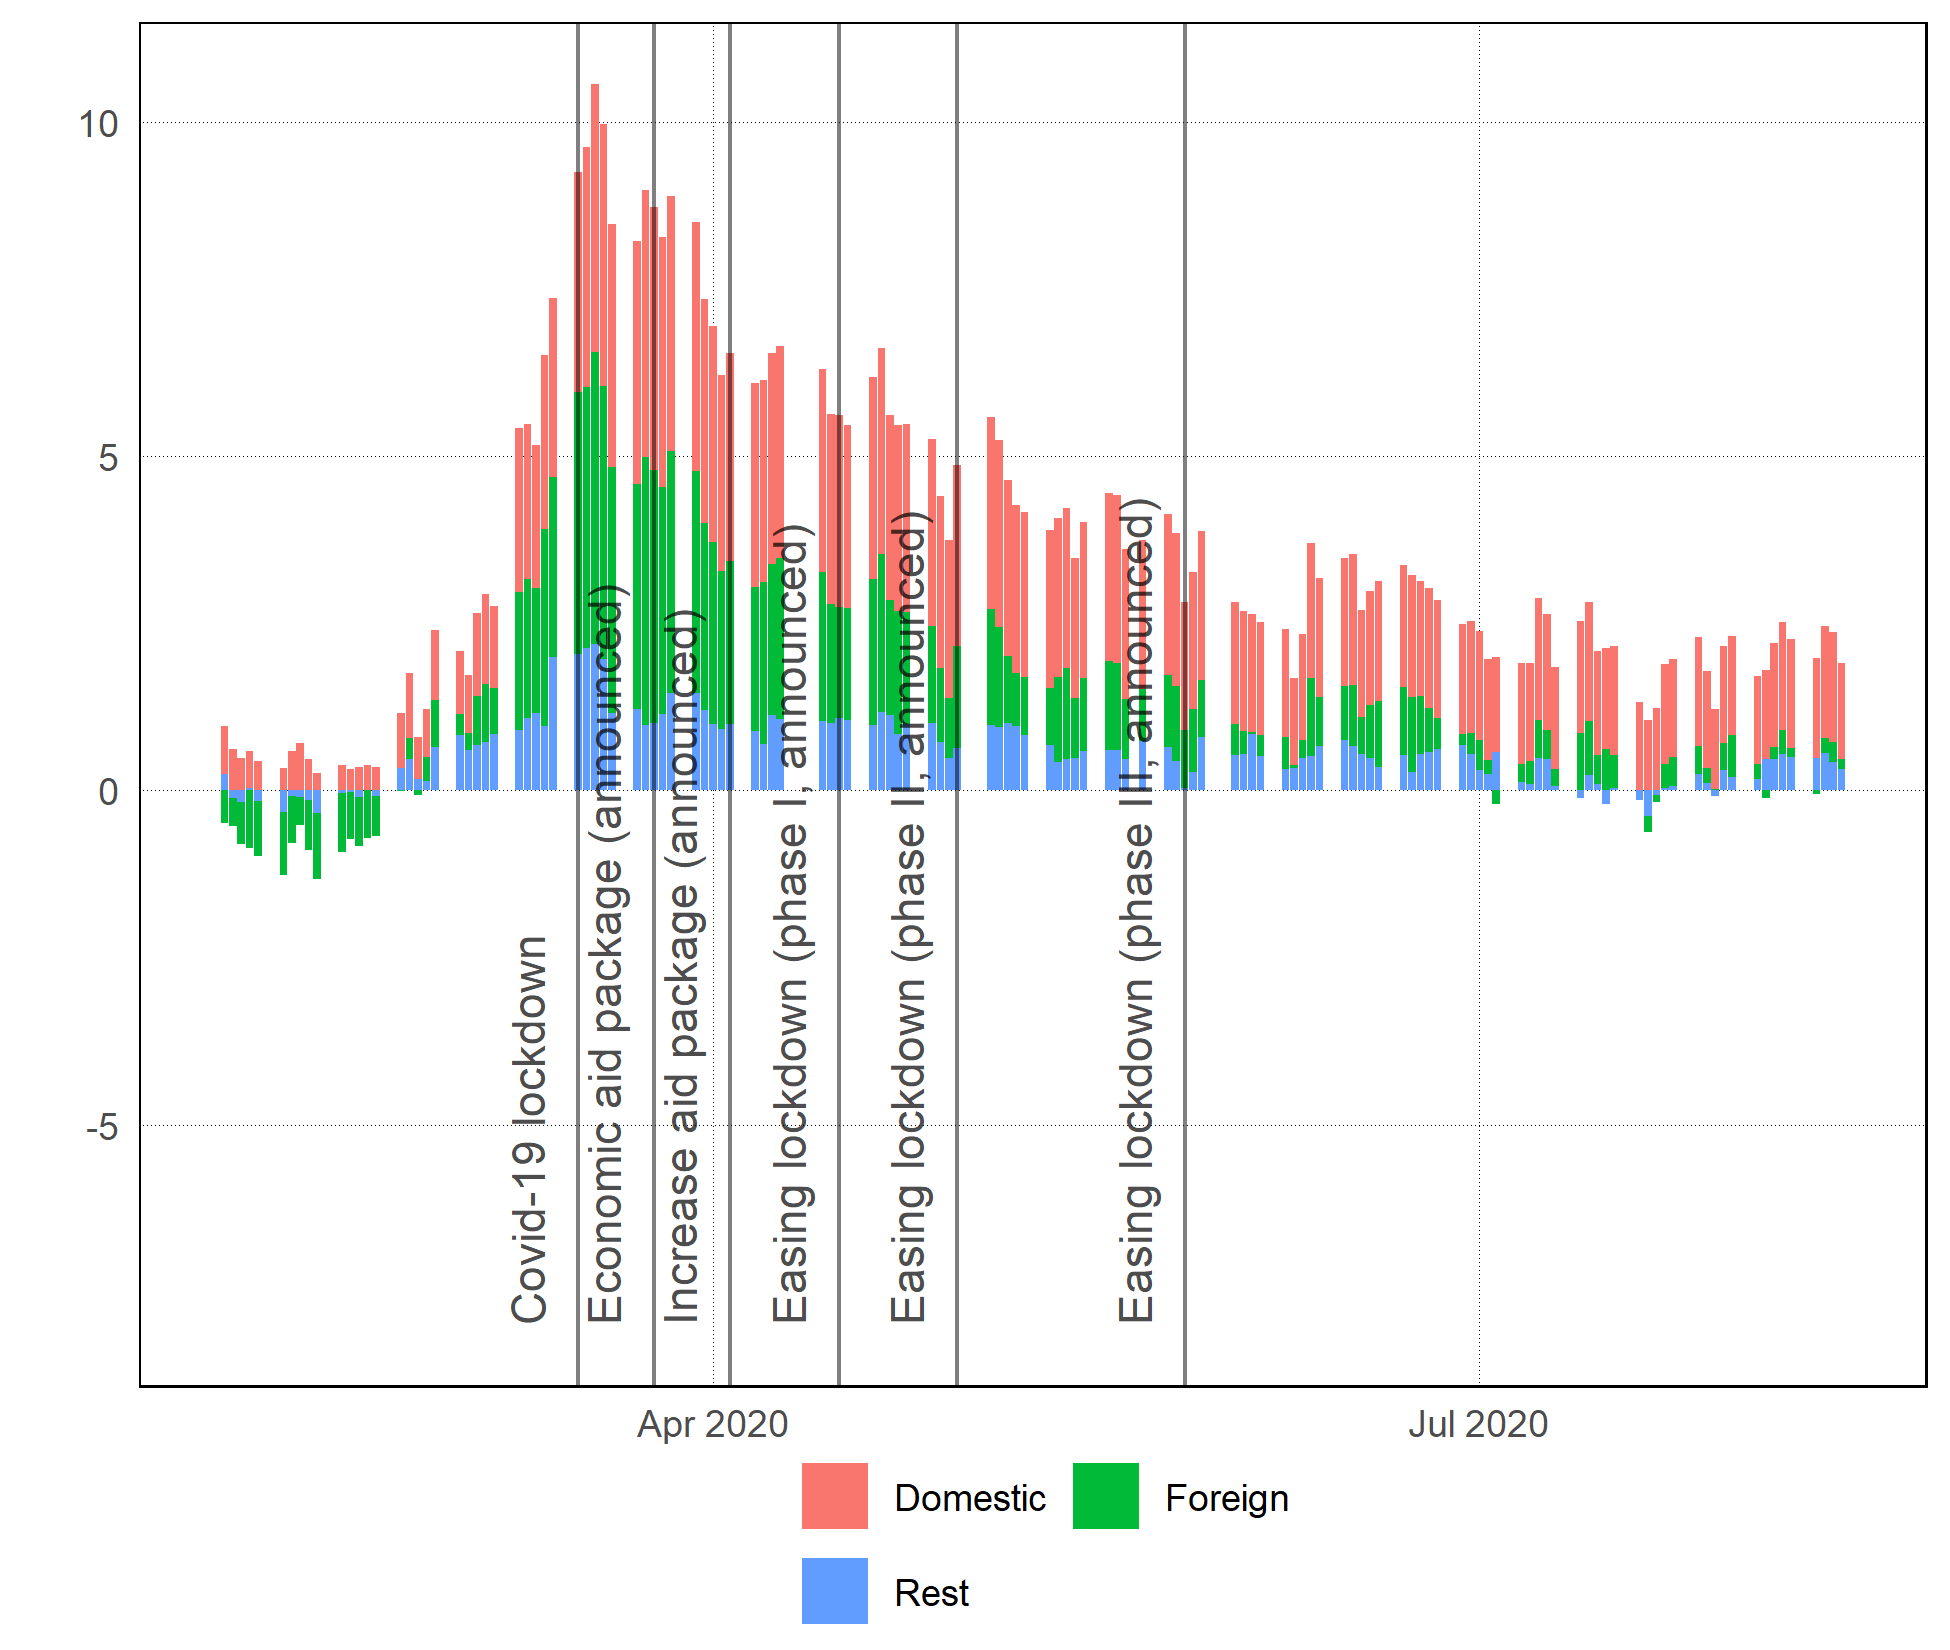 10
5
0
-5
Covid-19 lockdown
Economic aid package (announced)
Increase aid package (announced)
Easing lockdown (phase I, announced)
Easing lockdown (phase II, announced)
Easing lockdown (phase III, announced)
Apr 2020
Jul 2020
Domestic
Foreign
Rest